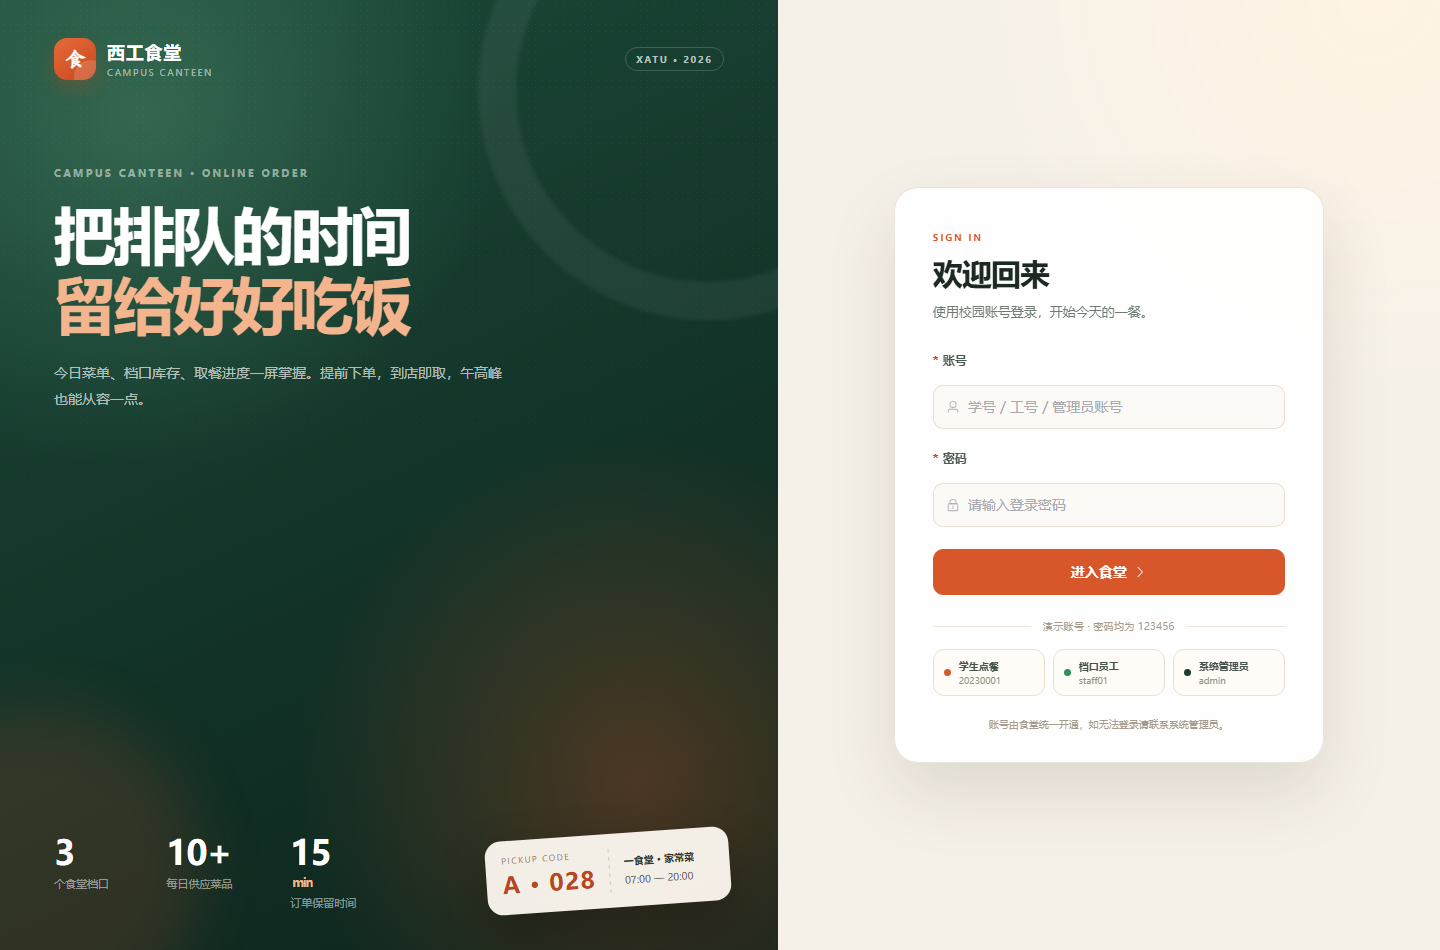 食
西工食堂
CAMPUS CANTEEN
XATU • 2026
CAMPUS CANTEEN • ONLINE ORDER
把排队的时间
留给好好吃饭
今日菜单、档口库存、取餐进度一屏掌握。提前下单，到店即取，午高峰
也能从容一点。
3
个食堂档口
10+
每日供应菜品
15
min
订单保留时间
PICKUP CODE
A • 028
一食堂 • 家常菜
07:00 — 20:00
SIGN IN
欢迎回来
使用校园账号登录，开始今天的一餐。
* 账号
学号 / 工号 / 管理员账号
* 密码
请输入登录密码
进入食堂 >
演示账号 · 密码均为 123456
学生点餐
20230001
档口员工
staff01
系统管理员
admin
账号由食堂统一开通，如无法登录请联系系统管理员。